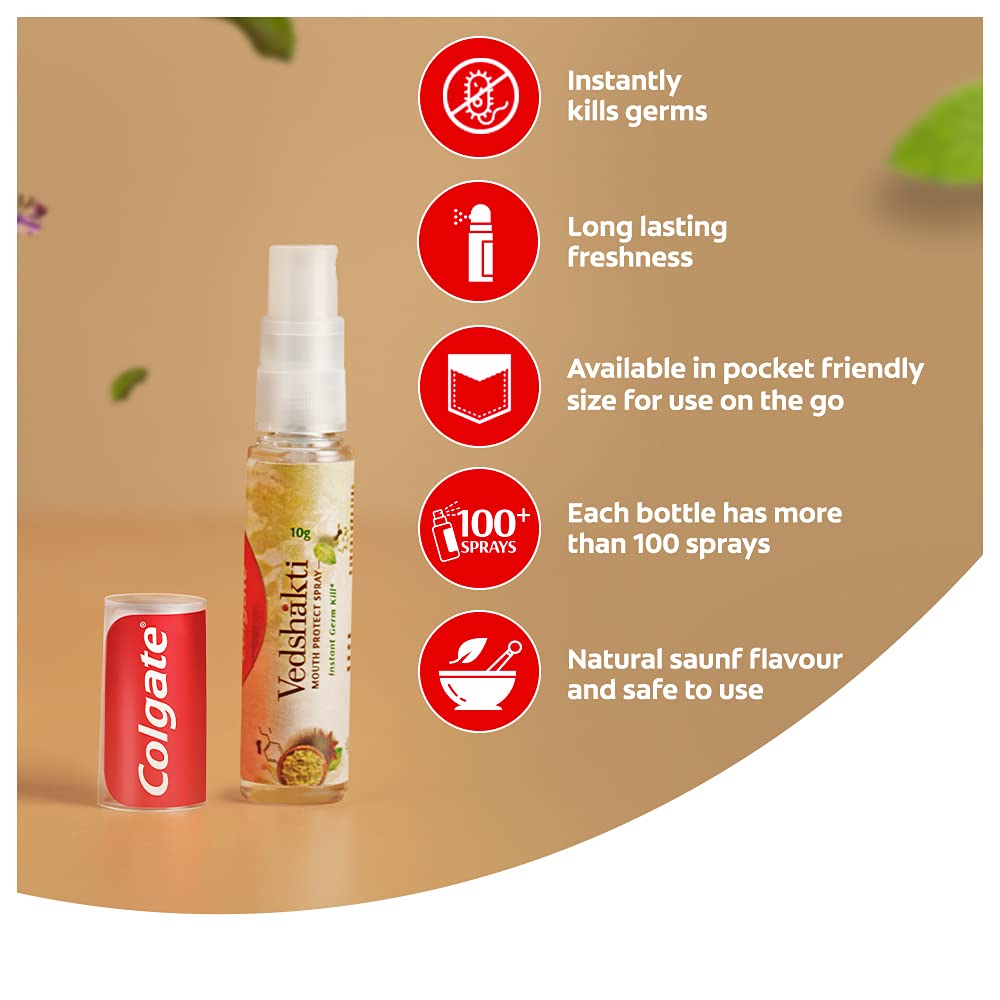 Instantly
kills germs
Long lasting
freshness
Available in pocket friendly
size for use on the go
100+
SPRAYS
Each bottle has more
than 100 sprays
Natural saunf flavour
and safe to use
Colgate®
10g
Vedshakti
MOUTH PROTECT SPRAY
Instant Germ Kill*